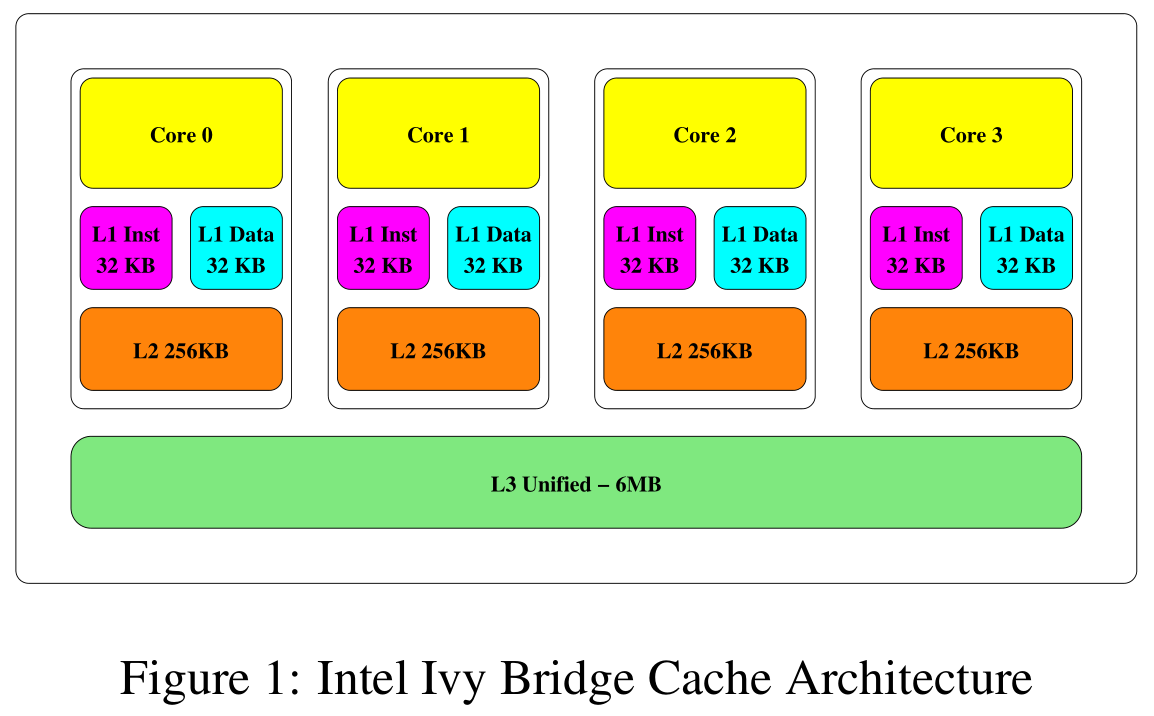 Core 0
Core 1
Core 2
Core 3
L1 Inst
32 KB
L1 Data
32 KB
L1 Inst
32 KB
L1 Data
32 KB
L1 Inst
32 KB
L1 Data
32 KB
L1 Inst
32 KB
L1 Data
32 KB
L2 256KB
L2 256KB
L2 256KB
L2 256KB
L3 Unified – 6MB
Figure 1: Intel Ivy Bridge Cache Architecture